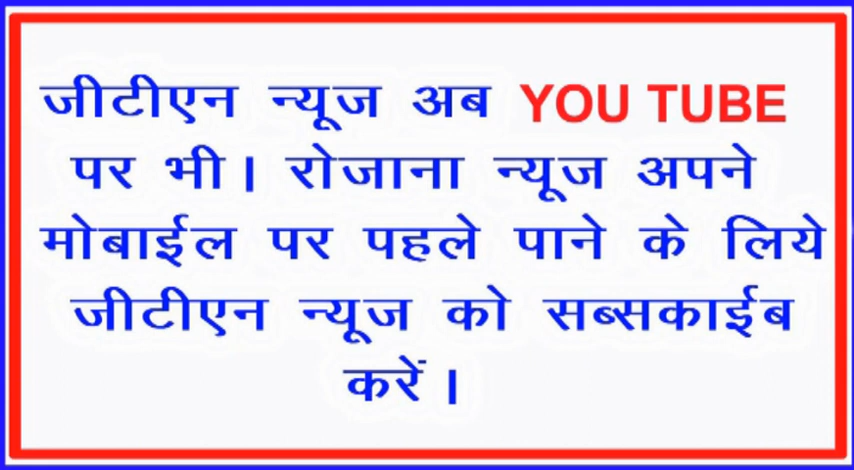 जीटीएन न्यूज अब YOU TUBE
पर भी। रोजाना न्यूज अपने
मोबाईल पर पहले पाने के लिये
जीटीएन न्यूज को सब्सकाईब
करें।